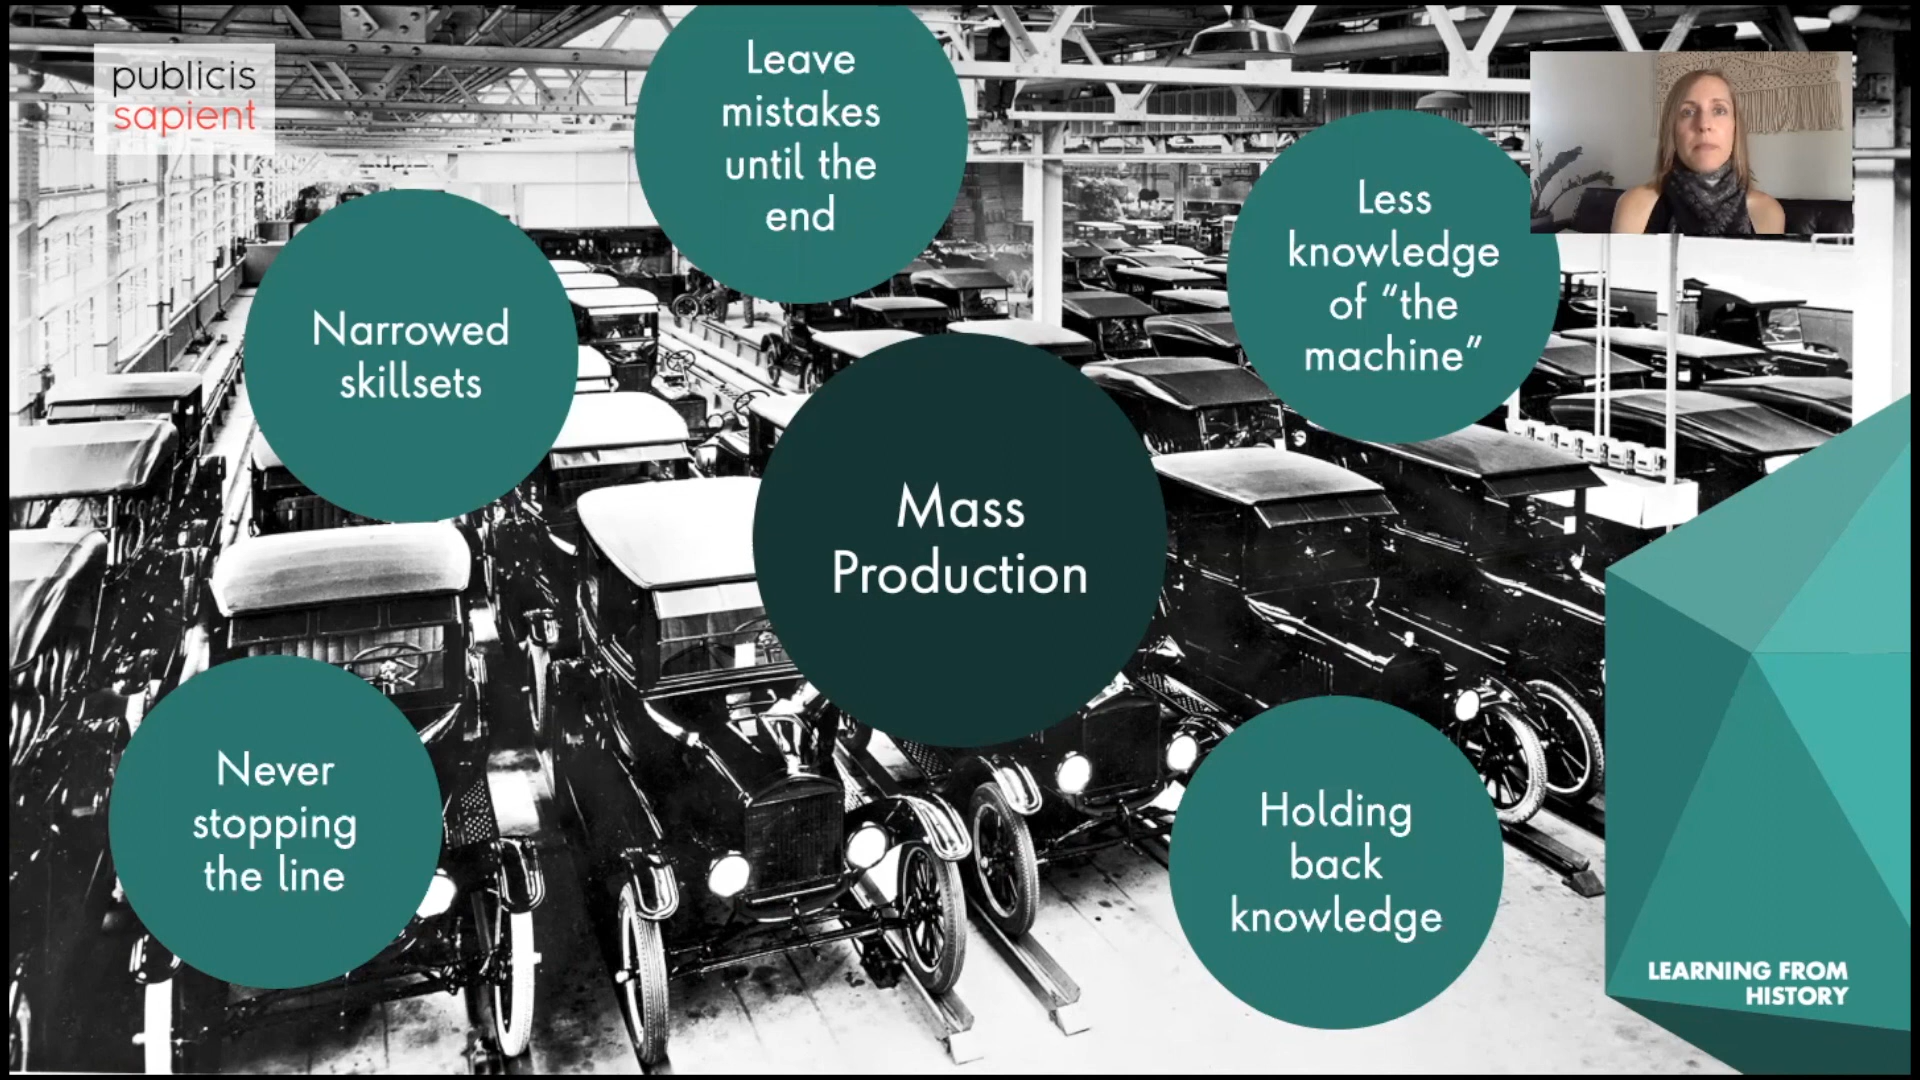 publicis
sapient
Leave
mistakes
until the
end
Less
knowledge
of “the
machine”
Narrowed
skillsets
Mass
Production
Never
stopping
the line
Holding
back
knowledge
LEARNING FROM
HISTORY